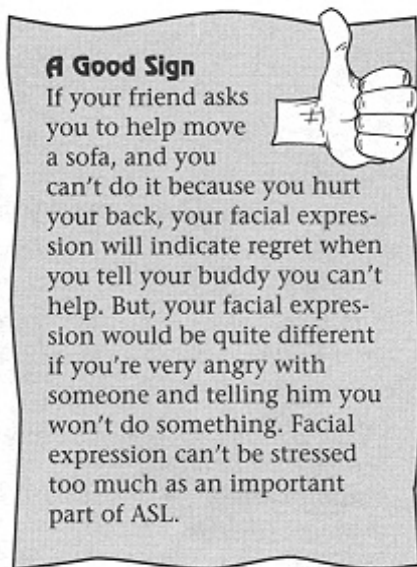 A Good Sign
If your friend asks
you to help move
a sofa, and you
can't do it because you hurt
your back, your facial expres-
sion will indicate regret when
you tell your buddy you can't
help. But, your facial expres-
sion would be quite different
if you're very angry with
someone and telling him you
won't do something. Facial
expression can't be stressed
too much as an important
part of ASL.